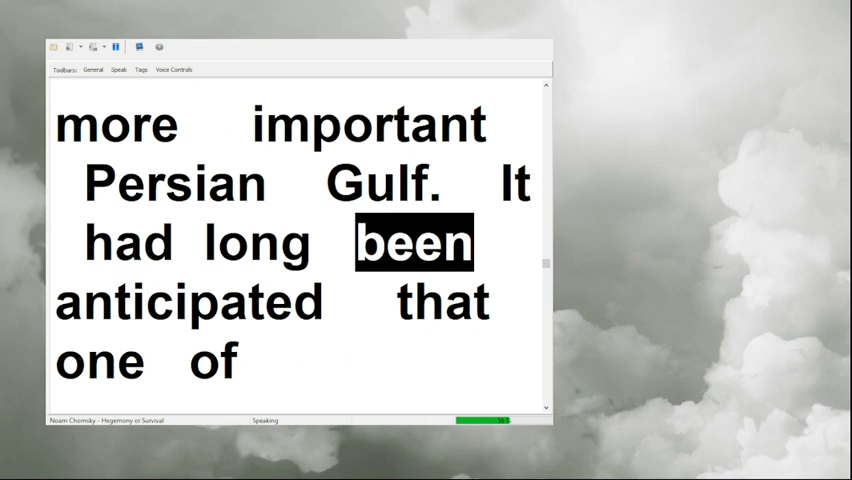 Toolbars: General Speak Tags Voice Controls
more important
Persian Gulf. It
had long been
anticipated that
one of
Noam Chomsky - Hegemony or Survival Speaking